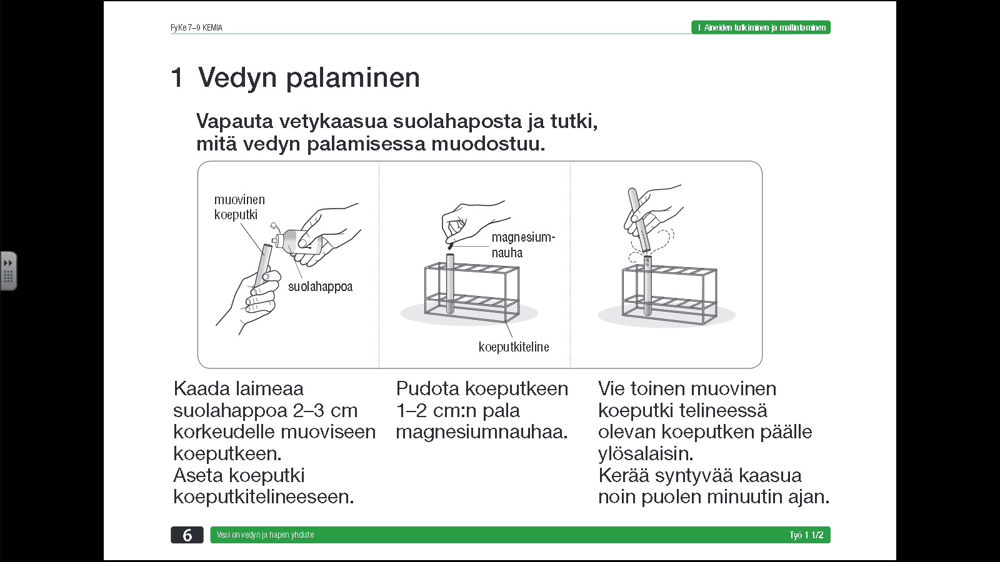 FyKe 7–9 KEMIA
I Aineiden tutkiminen ja mallintaminen
1 Vedyn palaminen
Vapauta vetykaasua suolahaposta ja tutki,
mitä vedyn palamisessa muodostuu.
muovinen
koeputki
suolahappoa
magnesium-
nauha
koeputkiteline
Kaada laimeaa
suolahappoa 2–3 cm
korkeudelle muoviseen
koeputkeen.
Aseta koeputki
koeputkitelineeseen.
Pudota koeputkeen
1–2 cm:n pala
magnesiumnauhaa.
Vie toinen muovinen
koeputki telineessä
olevan koeputken päälle
ylösalaisin.
Kerää syntyvää kaasua
noin puolen minuutin ajan.
6
Vesi on vedyn ja hapen yhdiste
Työ 1 1/2